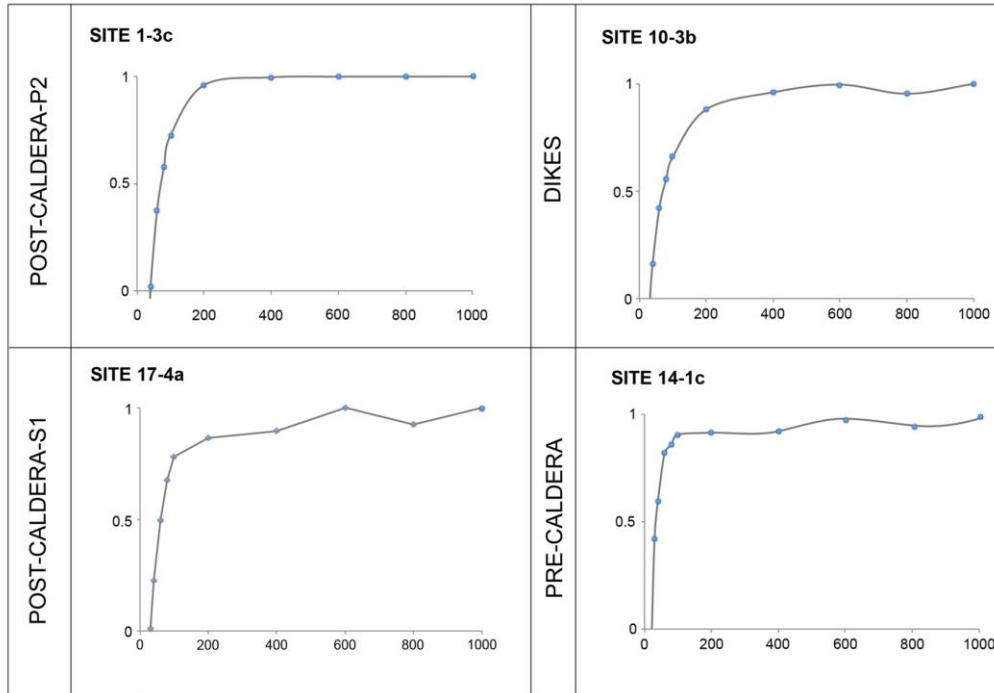 POST-CALDERA-P2
SITE 1-3c
1
0.5
0
0 200 400 600 800 1000
DIKES
SITE 10-3b
1
0.5
0
0 200 400 600 800 1000
POST-CALDERA-S1
SITE 17-4a
1
0.5
0
0 200 400 600 800 1000
PRE-CALDERA
SITE 14-1c
1
0.5
0
0 200 400 600 800 1000